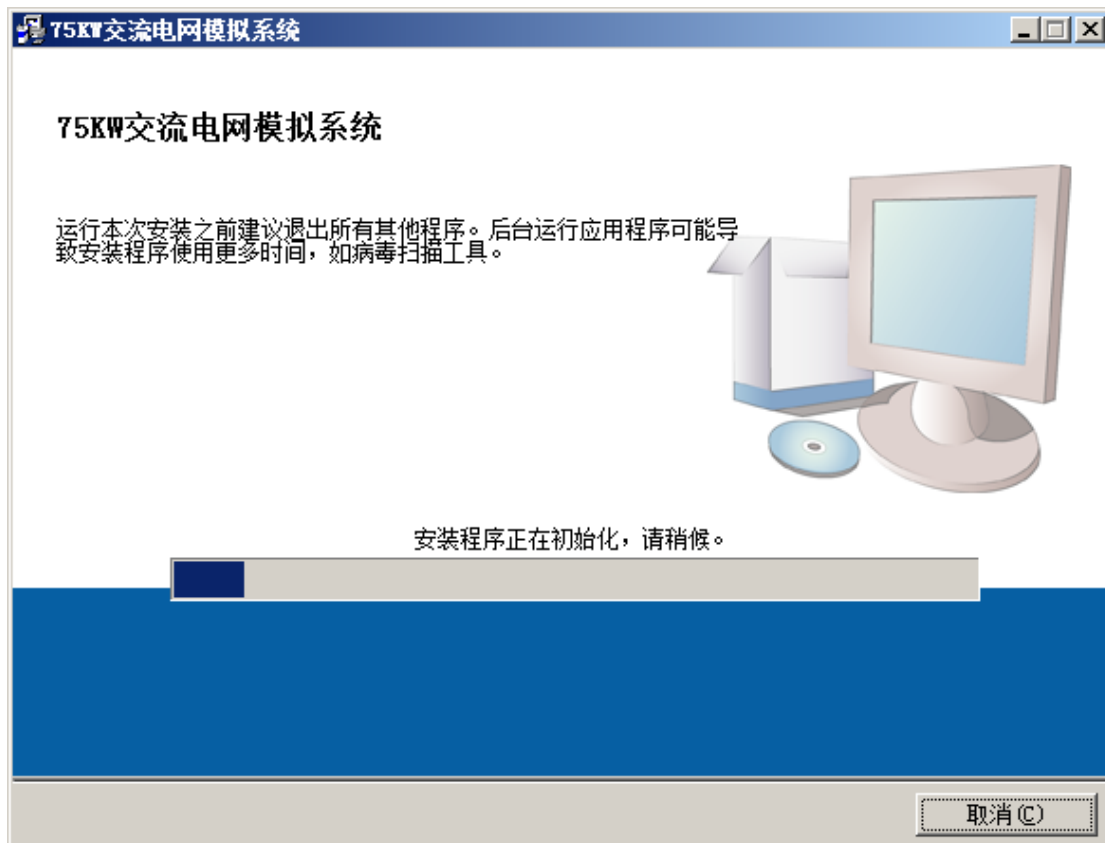 75KW交流电网模拟系统
75KW交流电网模拟系统
运行本次安装之前建议退出所有其他程序。后台运行应用程序可能导
致安装程序使用更多时间，如病毒扫描工具。
安装程序正在初始化，请稍候。
取消(C)